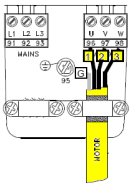 L1 L2 L3
U V W
91 92 93
96 97 98
MAINS
1 2 3
95
G
MOTOR